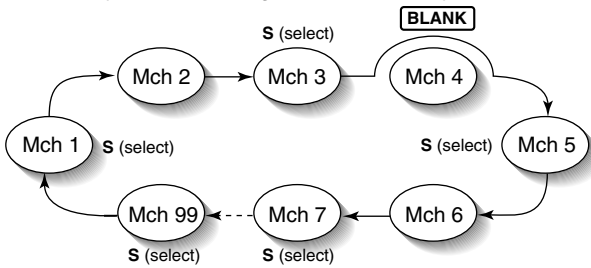 BLANK
S (select)
Mch 2
Mch 3
Mch 4
Mch 1
S (select)
S (select)
Mch 5
Mch 99
Mch 7
Mch 6
S (select)
S (select)